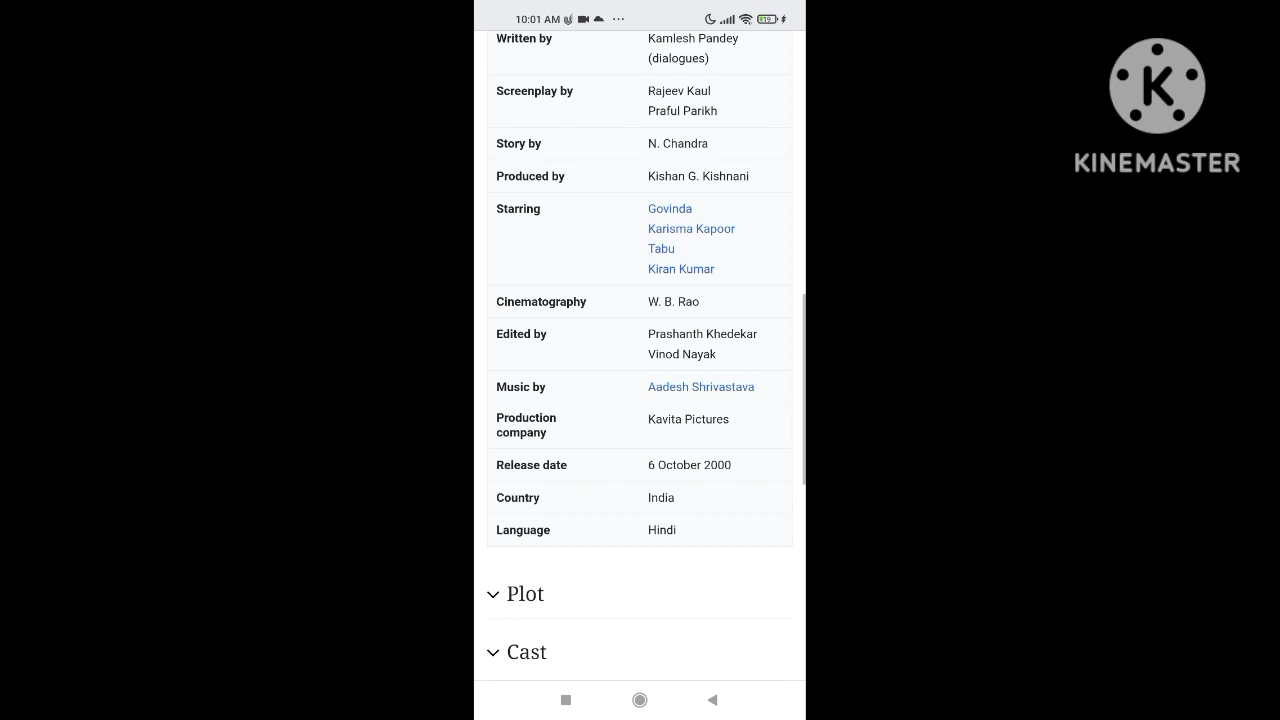 10:01 AM
19
Written by Kamlesh Pandey
(dialogues)
Screenplay by Rajeev Kaul
Praful Parikh
Story by N. Chandra
Produced by Kishan G. Kishnani
Starring Govinda
Karisma Kapoor
Tabu
Kiran Kumar
Cinematography W. B. Rao
Edited by Prashanth Khedekar
Vinod Nayak
Music by Aadesh Shrivastava
Production Kavita Pictures
company
Release date 6 October 2000
Country India
Language Hindi
Plot
Cast
K
KINEMASTER